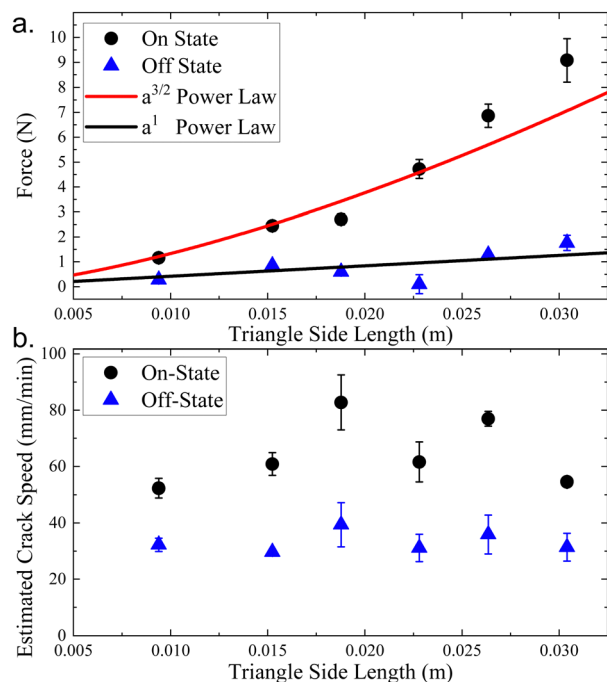 a.
On State
Off State
a^{3/2} Power Law
a^{1} Power Law
Force (N)
10
9
8
7
6
5
4
3
2
1
0
0.005 0.010 0.015 0.020 0.025 0.030
Triangle Side Length (m)
b.
On-State
Off-State
Estimated Crack Speed (mm/min)
100
80
60
40
20
0
0.005 0.010 0.015 0.020 0.025 0.030
Triangle Side Length (m)